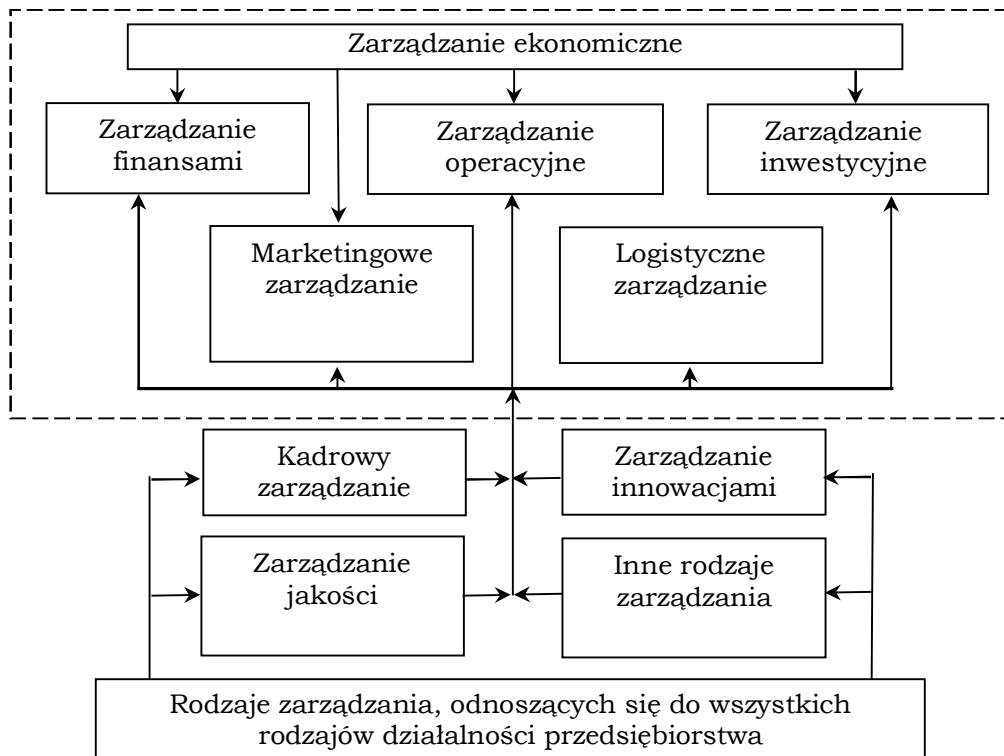 Zarządzanie ekonomiczne
Zarządzanie
finansami
Zarządzanie
operacyjne
Zarządzanie
inwestycyjne
Marketingowe
zarządzanie
Logistyczne
zarządzanie
Kadrowy
zarządzanie
Zarządzanie
innowacjami
Zarządzanie
jakości
Inne rodzaje
zarządzania
Rodzaje zarządzania, odnoszących się do wszystkich
rodzajów działalności przedsiębiorstwa